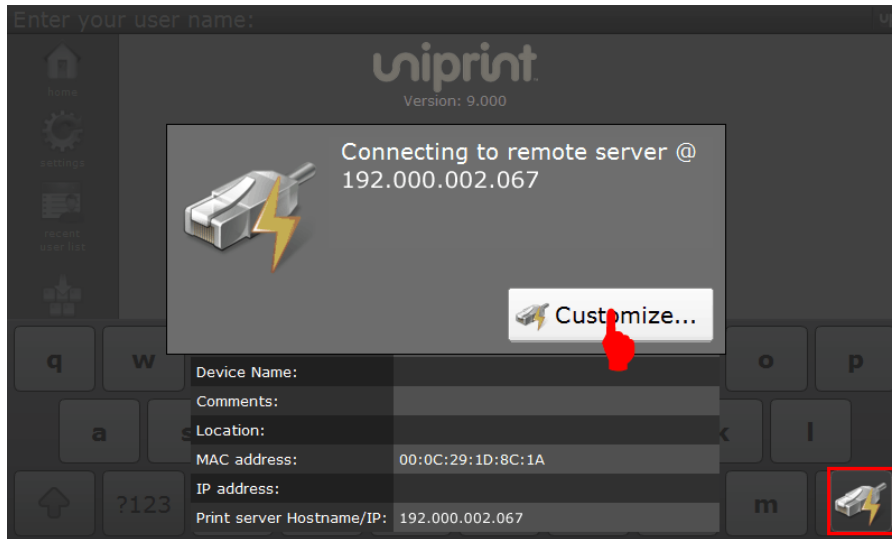 Enter your user name:
up
uniprint.
Version: 9.000
home
settings
recent
user list
Connecting to remote server @
192.000.002.067
Customize...
q
w
o
p
Device Name:
Comments:
a
s
Location:
k
l
MAC address: 00:0C:29:1D:8C:1A
IP address:
?123
m
Print server Hostname/IP: 192.000.002.067